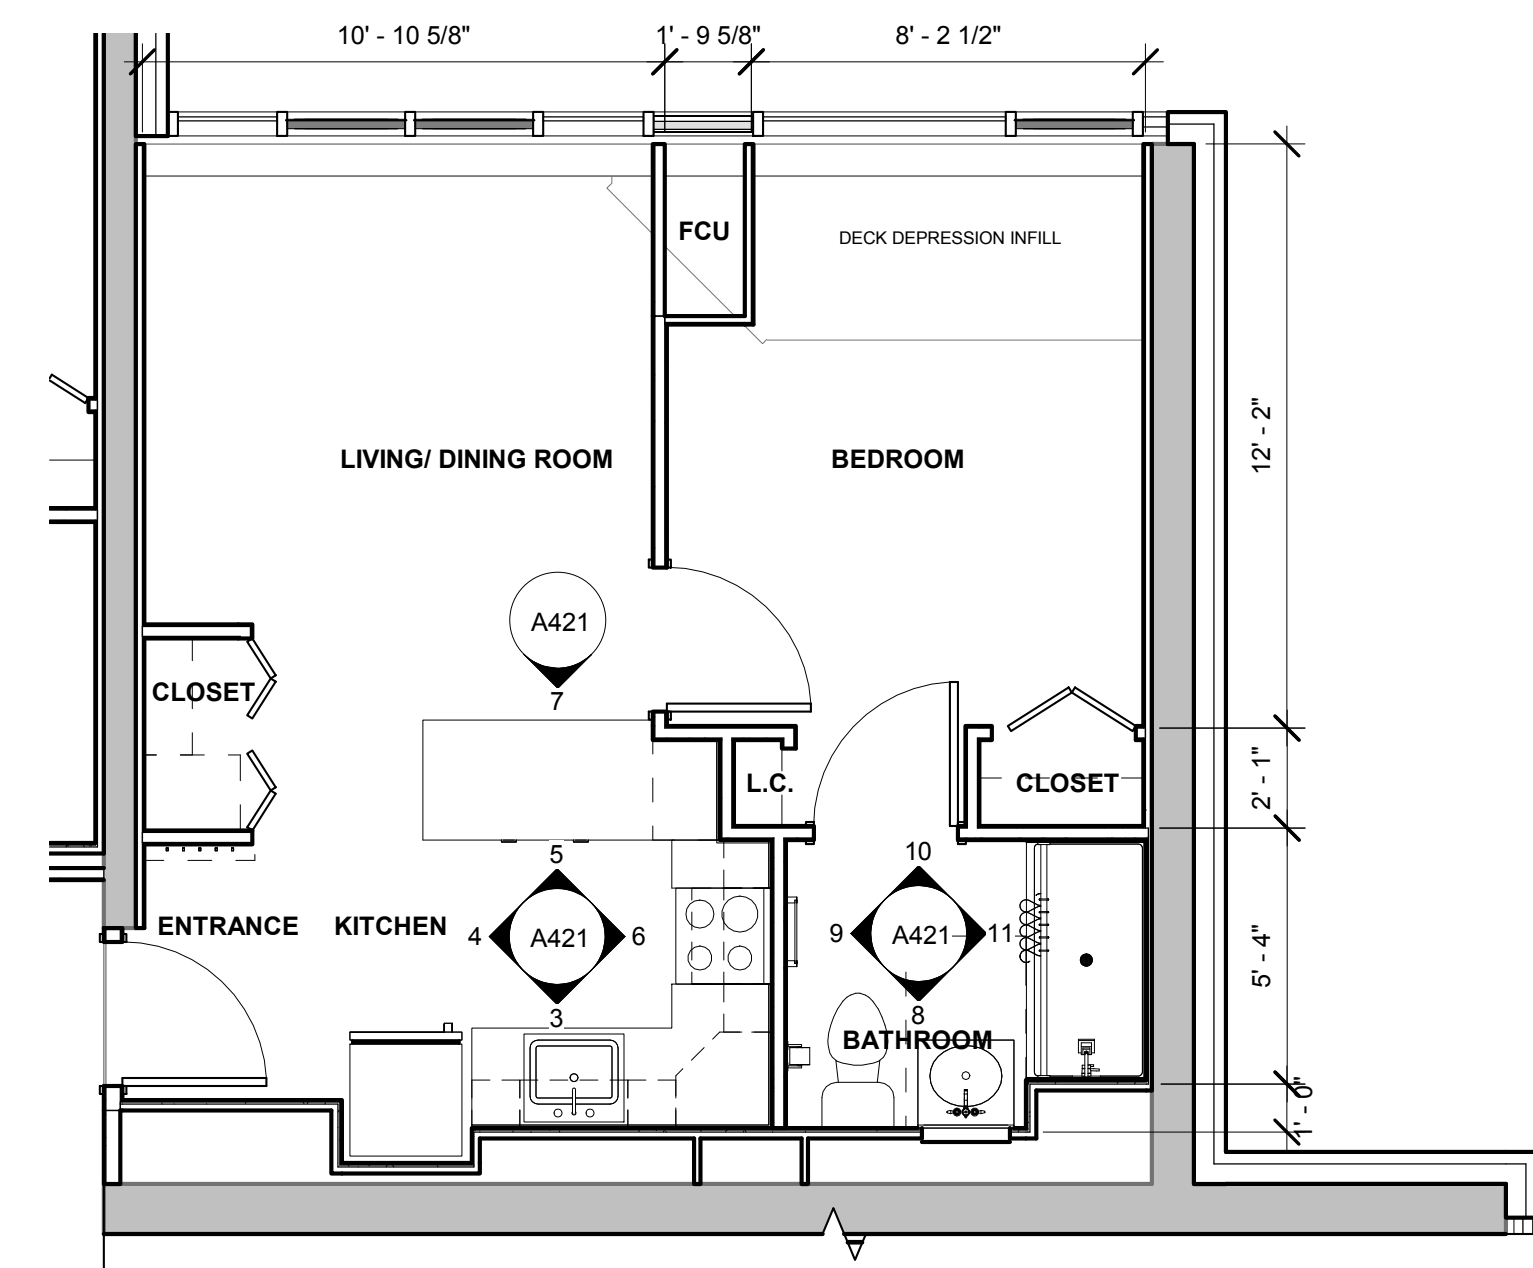 10' - 10 5/8"
1' - 9 5/8"
8' - 2 1/2"
FCU
DECK DEPRESSION INFILL
LIVING/ DINING ROOM
BEDROOM
12' - 2"
A421
7
CLOSET
L.C.
CLOSET
2' - 1"
5
10
ENTRANCE
KITCHEN
4
A421
6
9
A421
11
5' - 4"
3
8
BATHROOM
1' - 0"